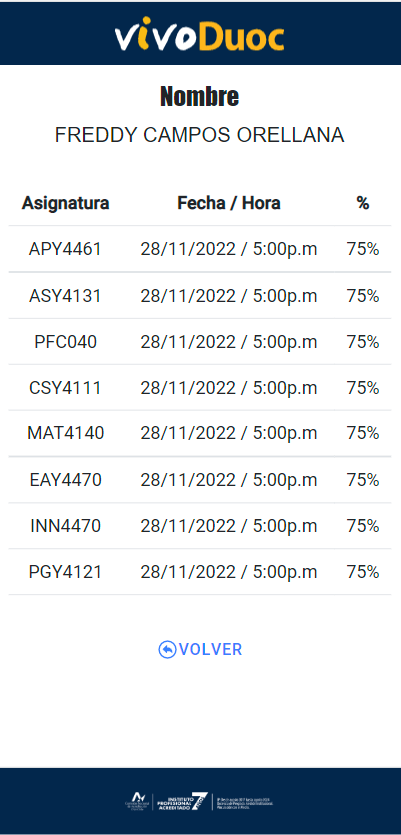 vivoDuoc
Nombre
FREDDY CAMPOS ORELLANA
Asignatura Fecha / Hora %
APY4461 28/11/2022 / 5:00p.m 75%
ASY4131 28/11/2022 / 5:00p.m 75%
PFC040 28/11/2022 / 5:00p.m 75%
CSY4111 28/11/2022 / 5:00p.m 75%
MAT4140 28/11/2022 / 5:00p.m 75%
EAY4470 28/11/2022 / 5:00p.m 75%
INN4470 28/11/2022 / 5:00p.m 75%
PGY4121 28/11/2022 / 5:00p.m 75%
VOLVER
INSTITUTO
PROFESIONAL
ACREDITADO 7